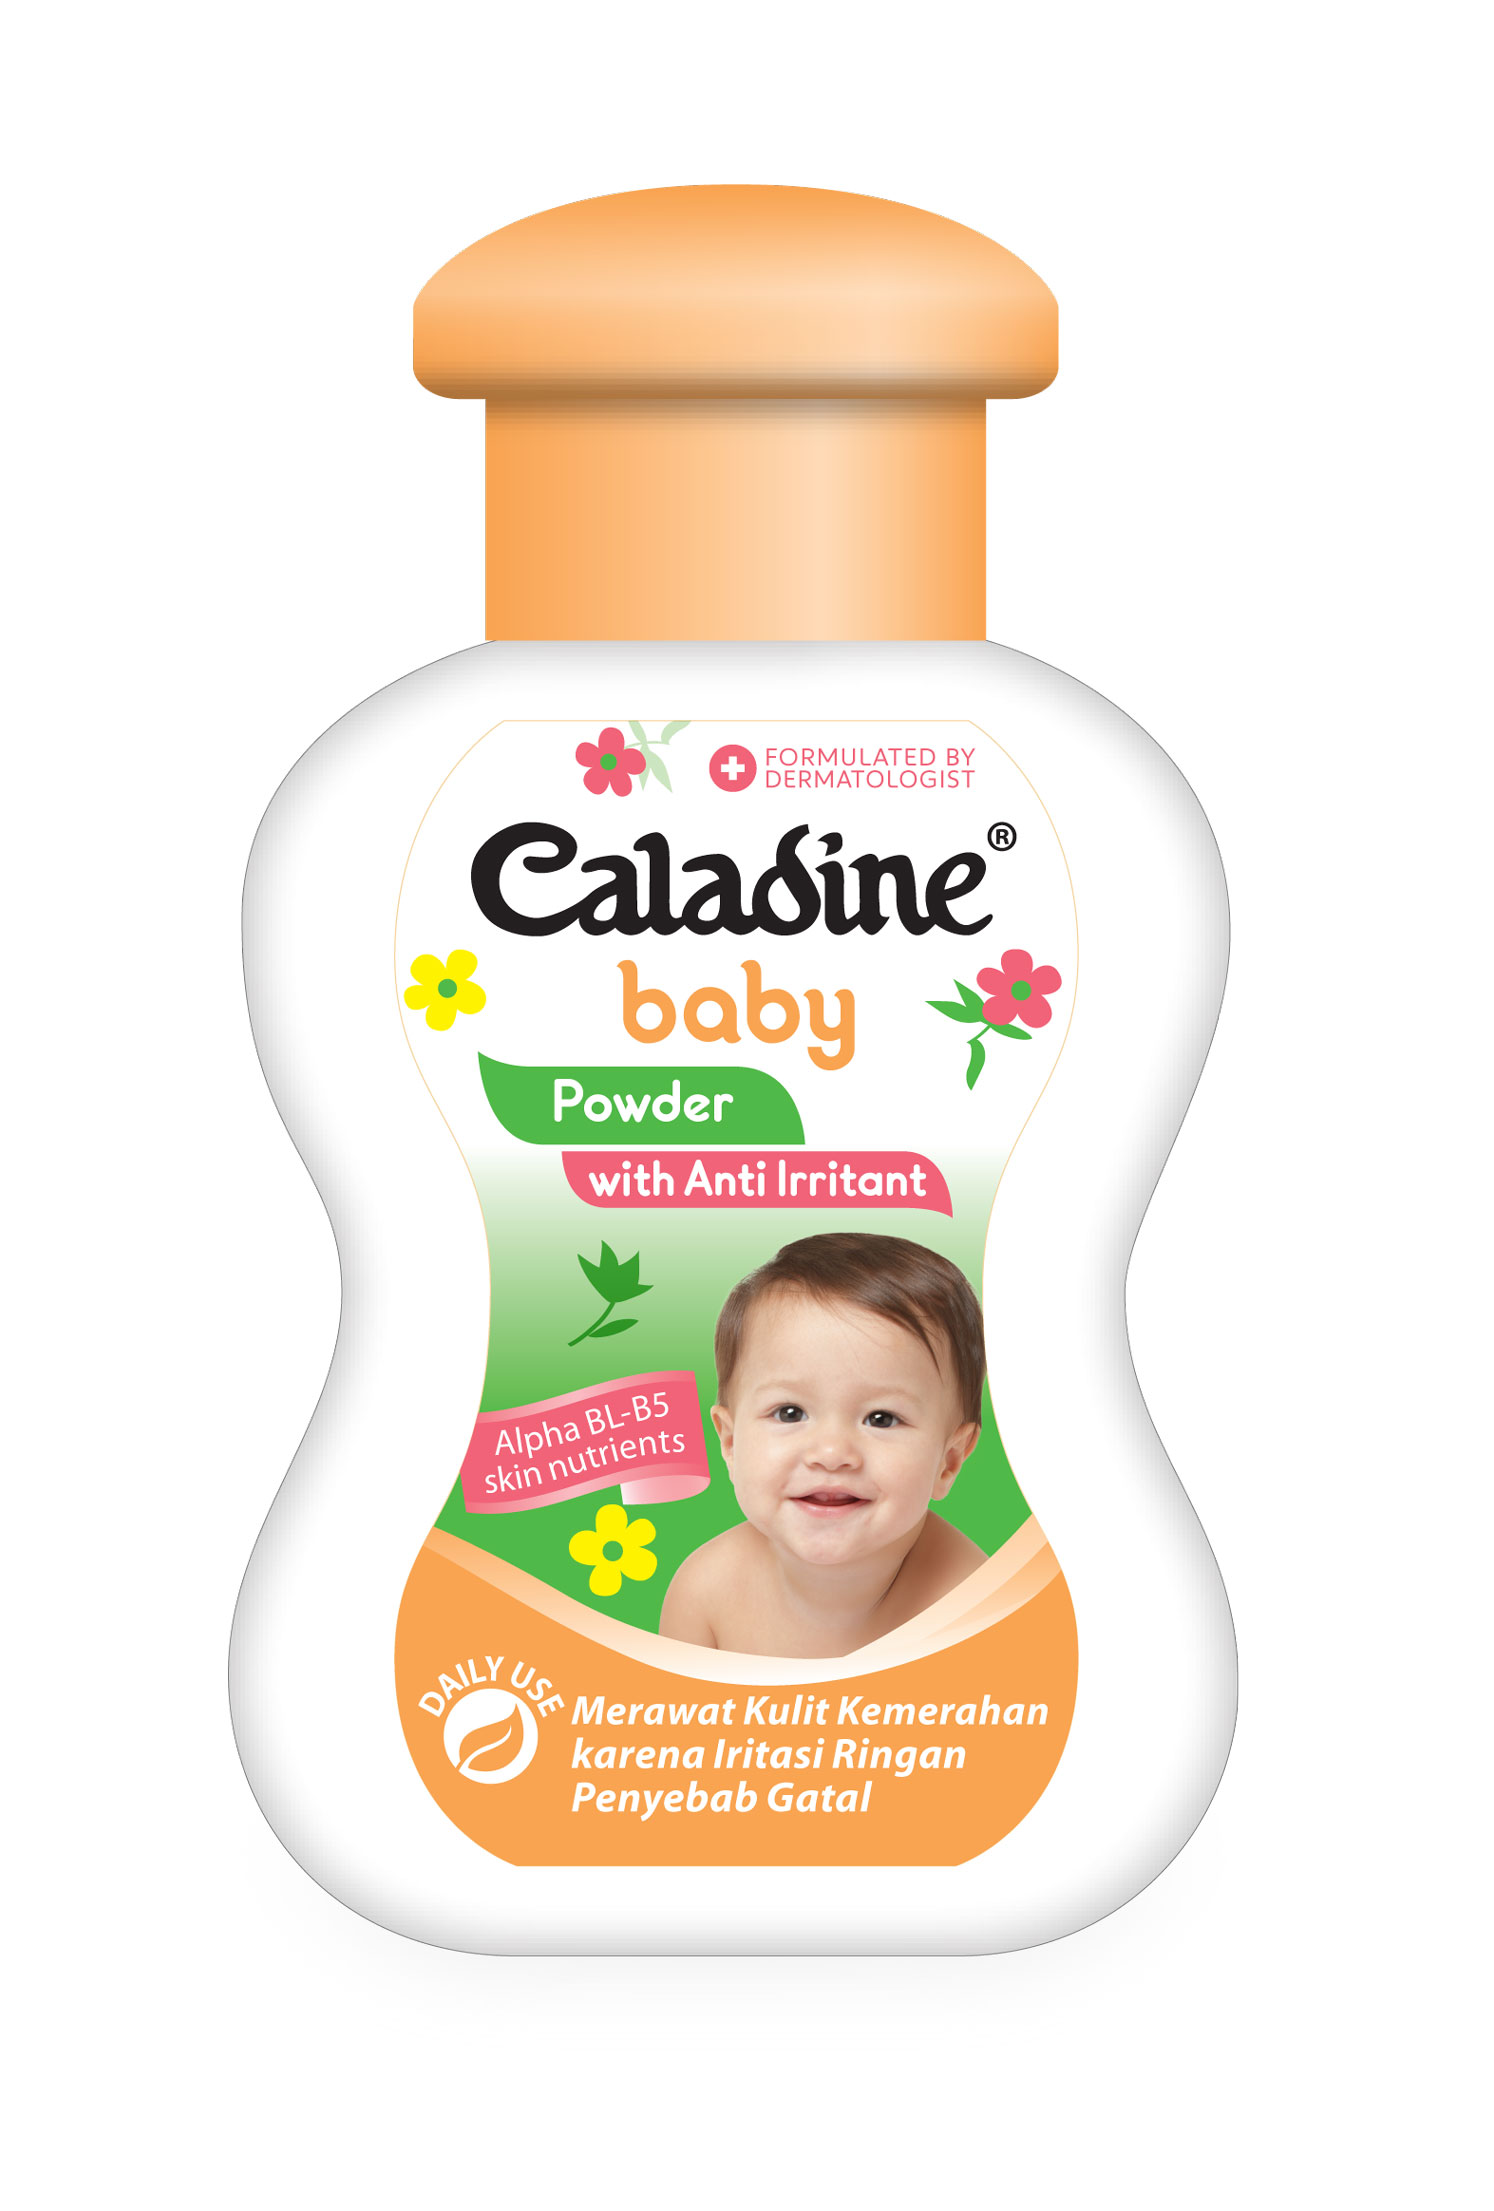 FORMULATED BY
DERMATOLOGIST
Caladine®
baby
Powder
with Anti Irritant
Alpha BL-B5
skin nutrients
DAILY USE
Merawat Kulit Kemerahan
karena Iritasi Ringan
Penyebab Gatal